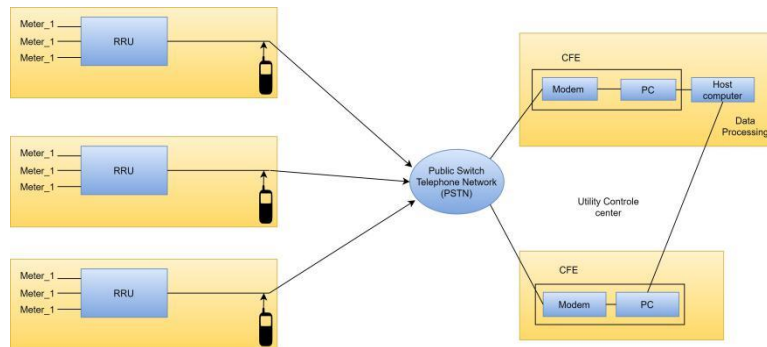 Meter_1
Meter_1
Meter_1
RRU
Meter_1
Meter_1
Meter_1
RRU
Meter_1
Meter_1
Meter_1
RRU
Public Switch
Telephone Network
(PSTN)
CFE
Modem
PC
Host
computer
Data
Processing
Utility Controle
center
CFE
Modem
PC